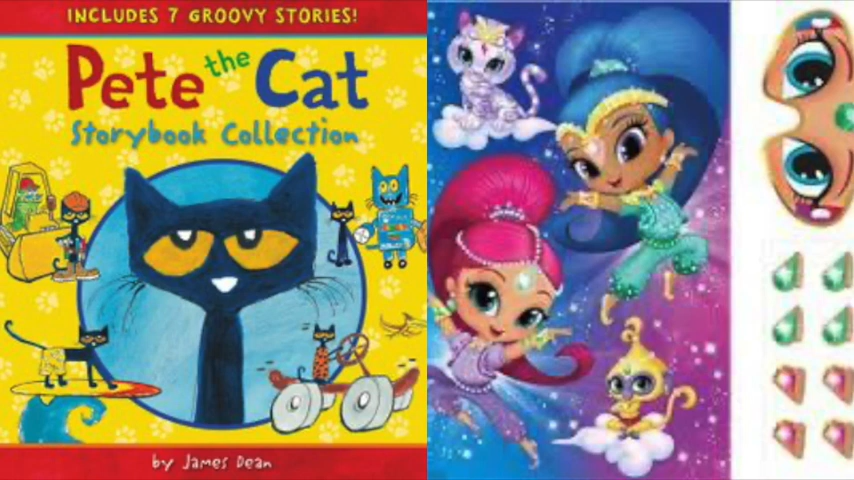 INCLUDES 7 GROOVY STORIES!
Pete the Cat
Storybook Collection
by James Dean